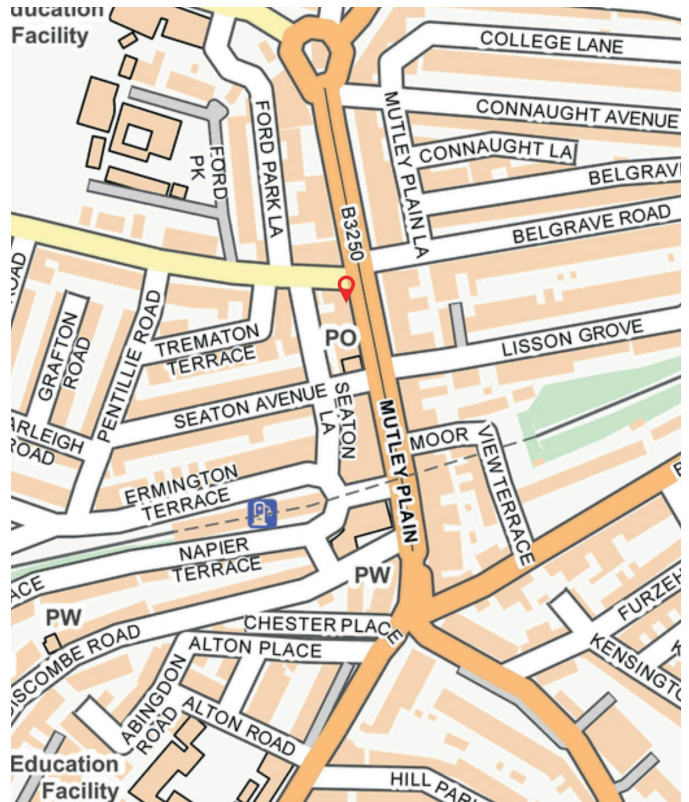 ducation
Facility
COLLEGE LANE
CONNAUGHT AVENUE
MUTLEY PLAIN LA
CONNAUGHT LA
FORD PARK LA
FORD
PK
BELGRAVE
BELGRAVE ROAD
B3250
ROAD
GRAFTON
ROAD
PENTILLIE ROAD
TREMATON
TERRACE
PO
LISSON GROVE
SEATON AVENUE
SEATON
LA
MUTLEY PLAIN
MOOR
VIEW TERRACE
ARLEIGH
ROAD
ERMINGTON
TERRACE
NAPIER
TERRACE
ACE
PW
PW
CHESTER PLACE
ALTON PLACE
ISCOMBE ROAD
ABINGDON
ROAD
ALTON ROAD
FURZEH
KENSINGTO
K
Education
Facility
HILL PAR